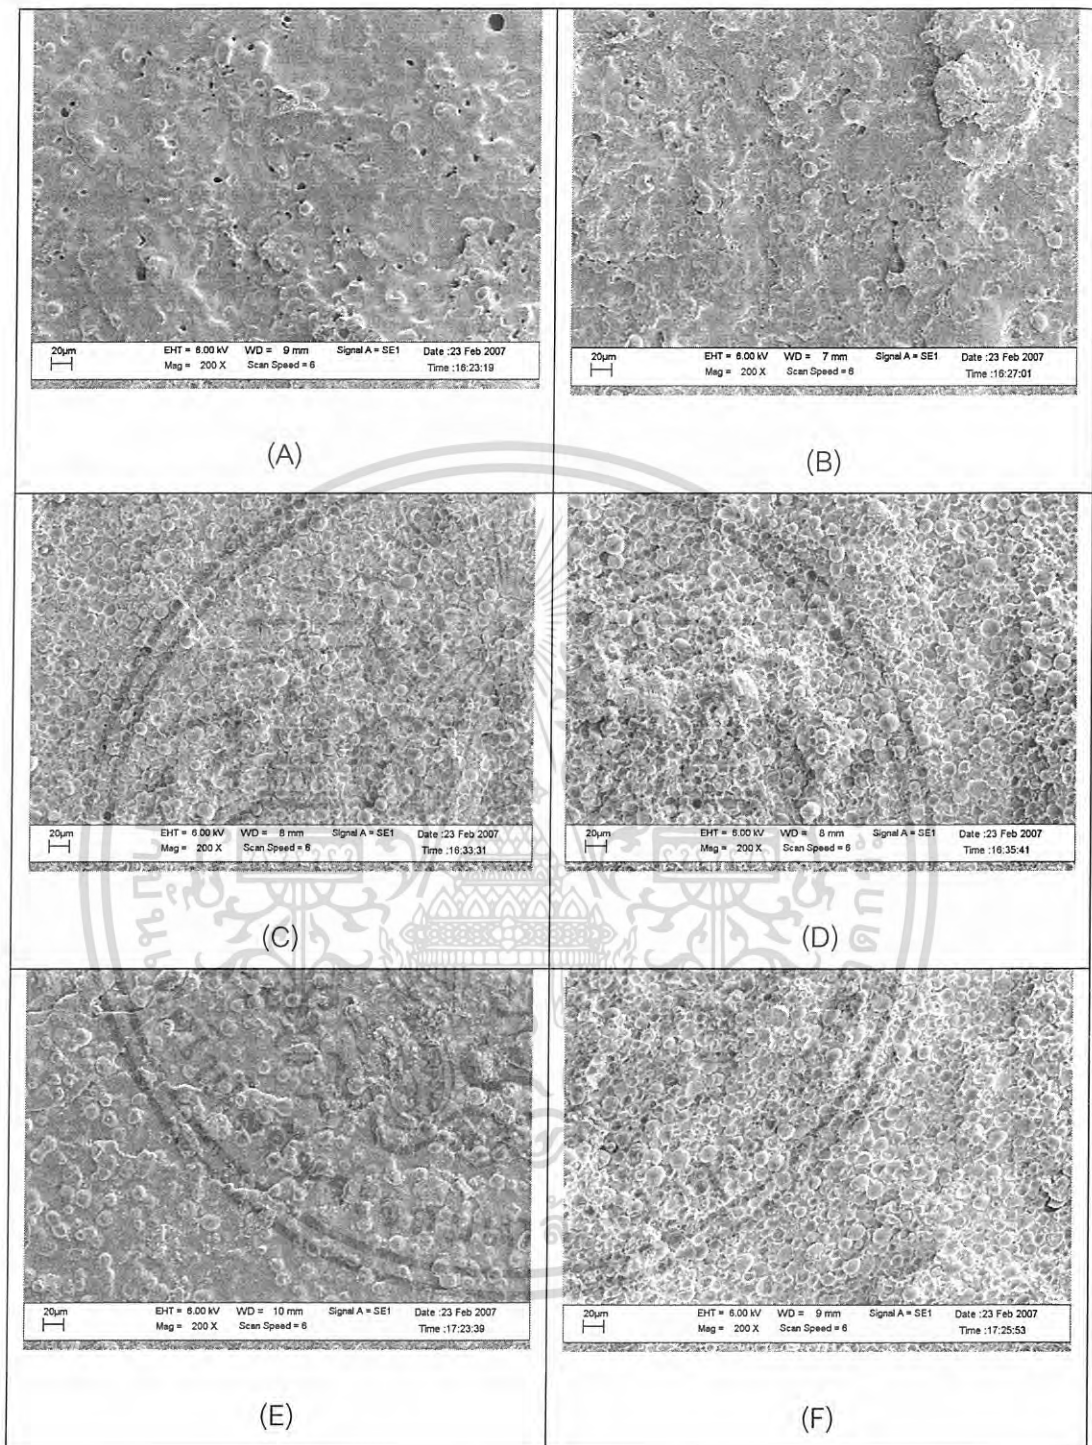 20µm EHT = 6.00 kV WD = 9 mm Signal A = SE1 Date :23 Feb 2007
Mag = 200 X Scan Speed = 6 Time :16:23:19
(A)
20µm EHT = 6.00 kV WD = 7 mm Signal A = SE1 Date :23 Feb 2007
Mag = 200 X Scan Speed = 6 Time :16:27:01
(B)
20µm EHT = 6.00 kV WD = 8 mm Signal A = SE1 Date :23 Feb 2007
Mag = 200 X Scan Speed = 6 Time :16:33:31
(C)
20µm EHT = 6.00 kV WD = 8 mm Signal A = SE1 Date :23 Feb 2007
Mag = 200 X Scan Speed = 6 Time :16:35:41
(D)
20µm EHT = 6.00 kV WD = 10 mm Signal A = SE1 Date :23 Feb 2007
Mag = 200 X Scan Speed = 6 Time :17:23:39
(E)
20µm EHT = 6.00 kV WD = 9 mm Signal A = SE1 Date :23 Feb 2007
Mag = 200 X Scan Speed = 6 Time :17:25:53
(F)